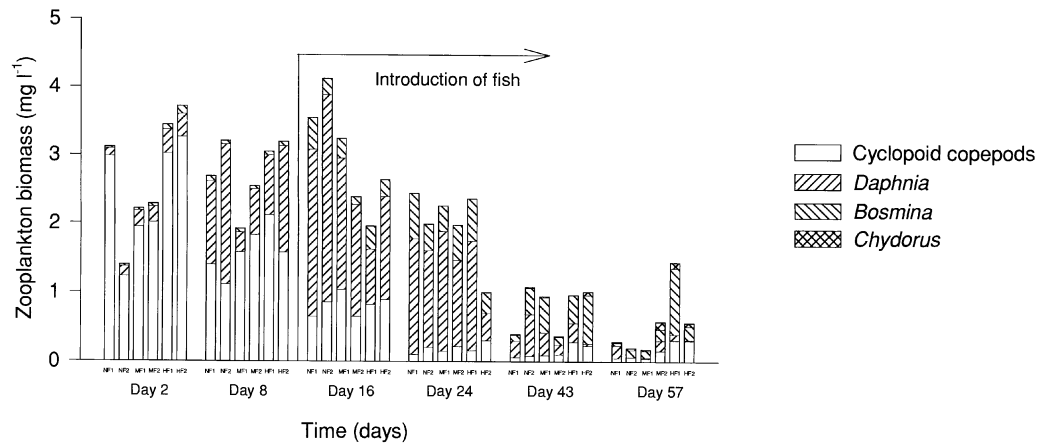 Zooplankton biomass (mg l⁻¹)
5
4
3
2
1
0
Introduction of fish
Cyclopoid copepods
Daphnia
Bosmina
Chydorus
NF1 NF2 MF1 MF2 HF1 HF2
NF1 NF2 MF1 MF2 HF1 HF2
NF1 NF2 MF1 MF2 HF1 HF2
NF1 NF2 MF1 MF2 HF1 HF2
NF1 NF2 MF1 MF2 HF1 HF2
NF1 NF2 MF1 MF2 HF1 HF2
Day 2
Day 8
Day 16
Day 24
Day 43
Day 57
Time (days)